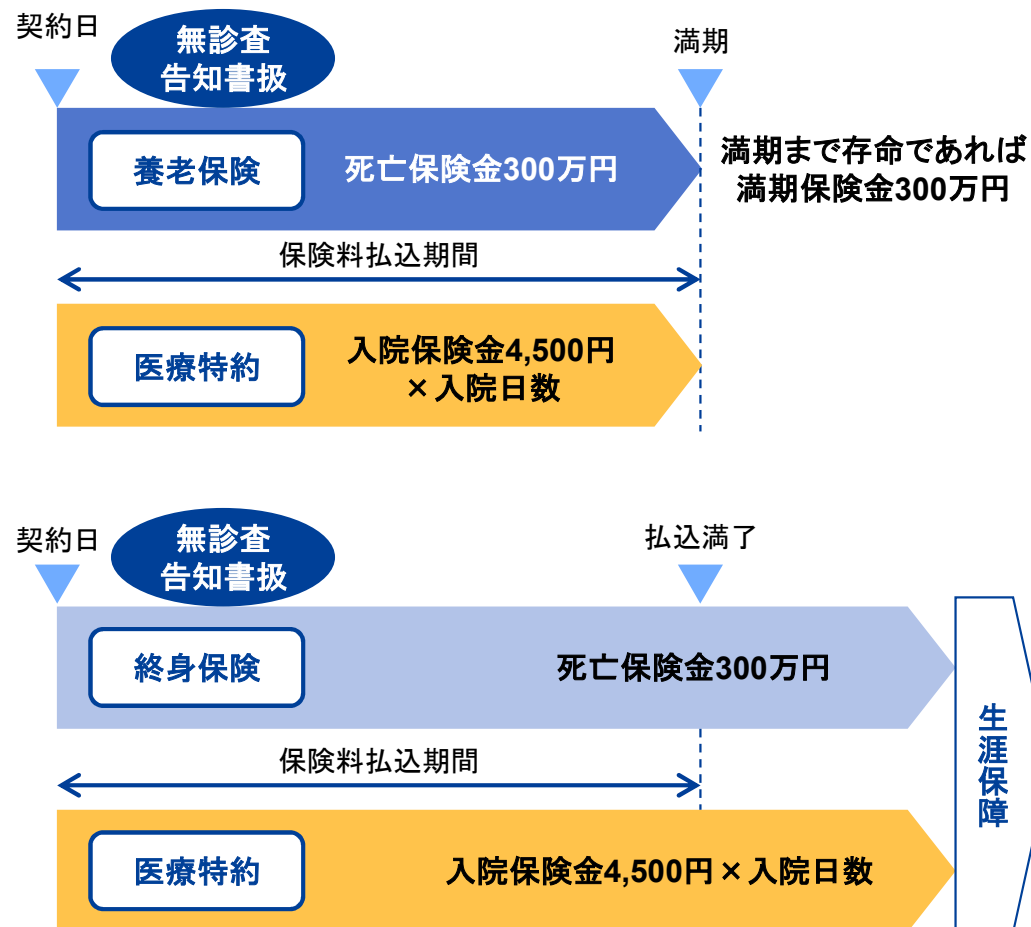 契約日
無診査
告知書扱
満期
養老保険
死亡保険金300万円
満期まで存命であれば
満期保険金300万円
保険料払込期間
医療特約
入院保険金4,500円
×入院日数
契約日
無診査
告知書扱
払込満了
終身保険
死亡保険金300万円
生涯保障
保険料払込期間
医療特約
入院保険金4,500円×入院日数